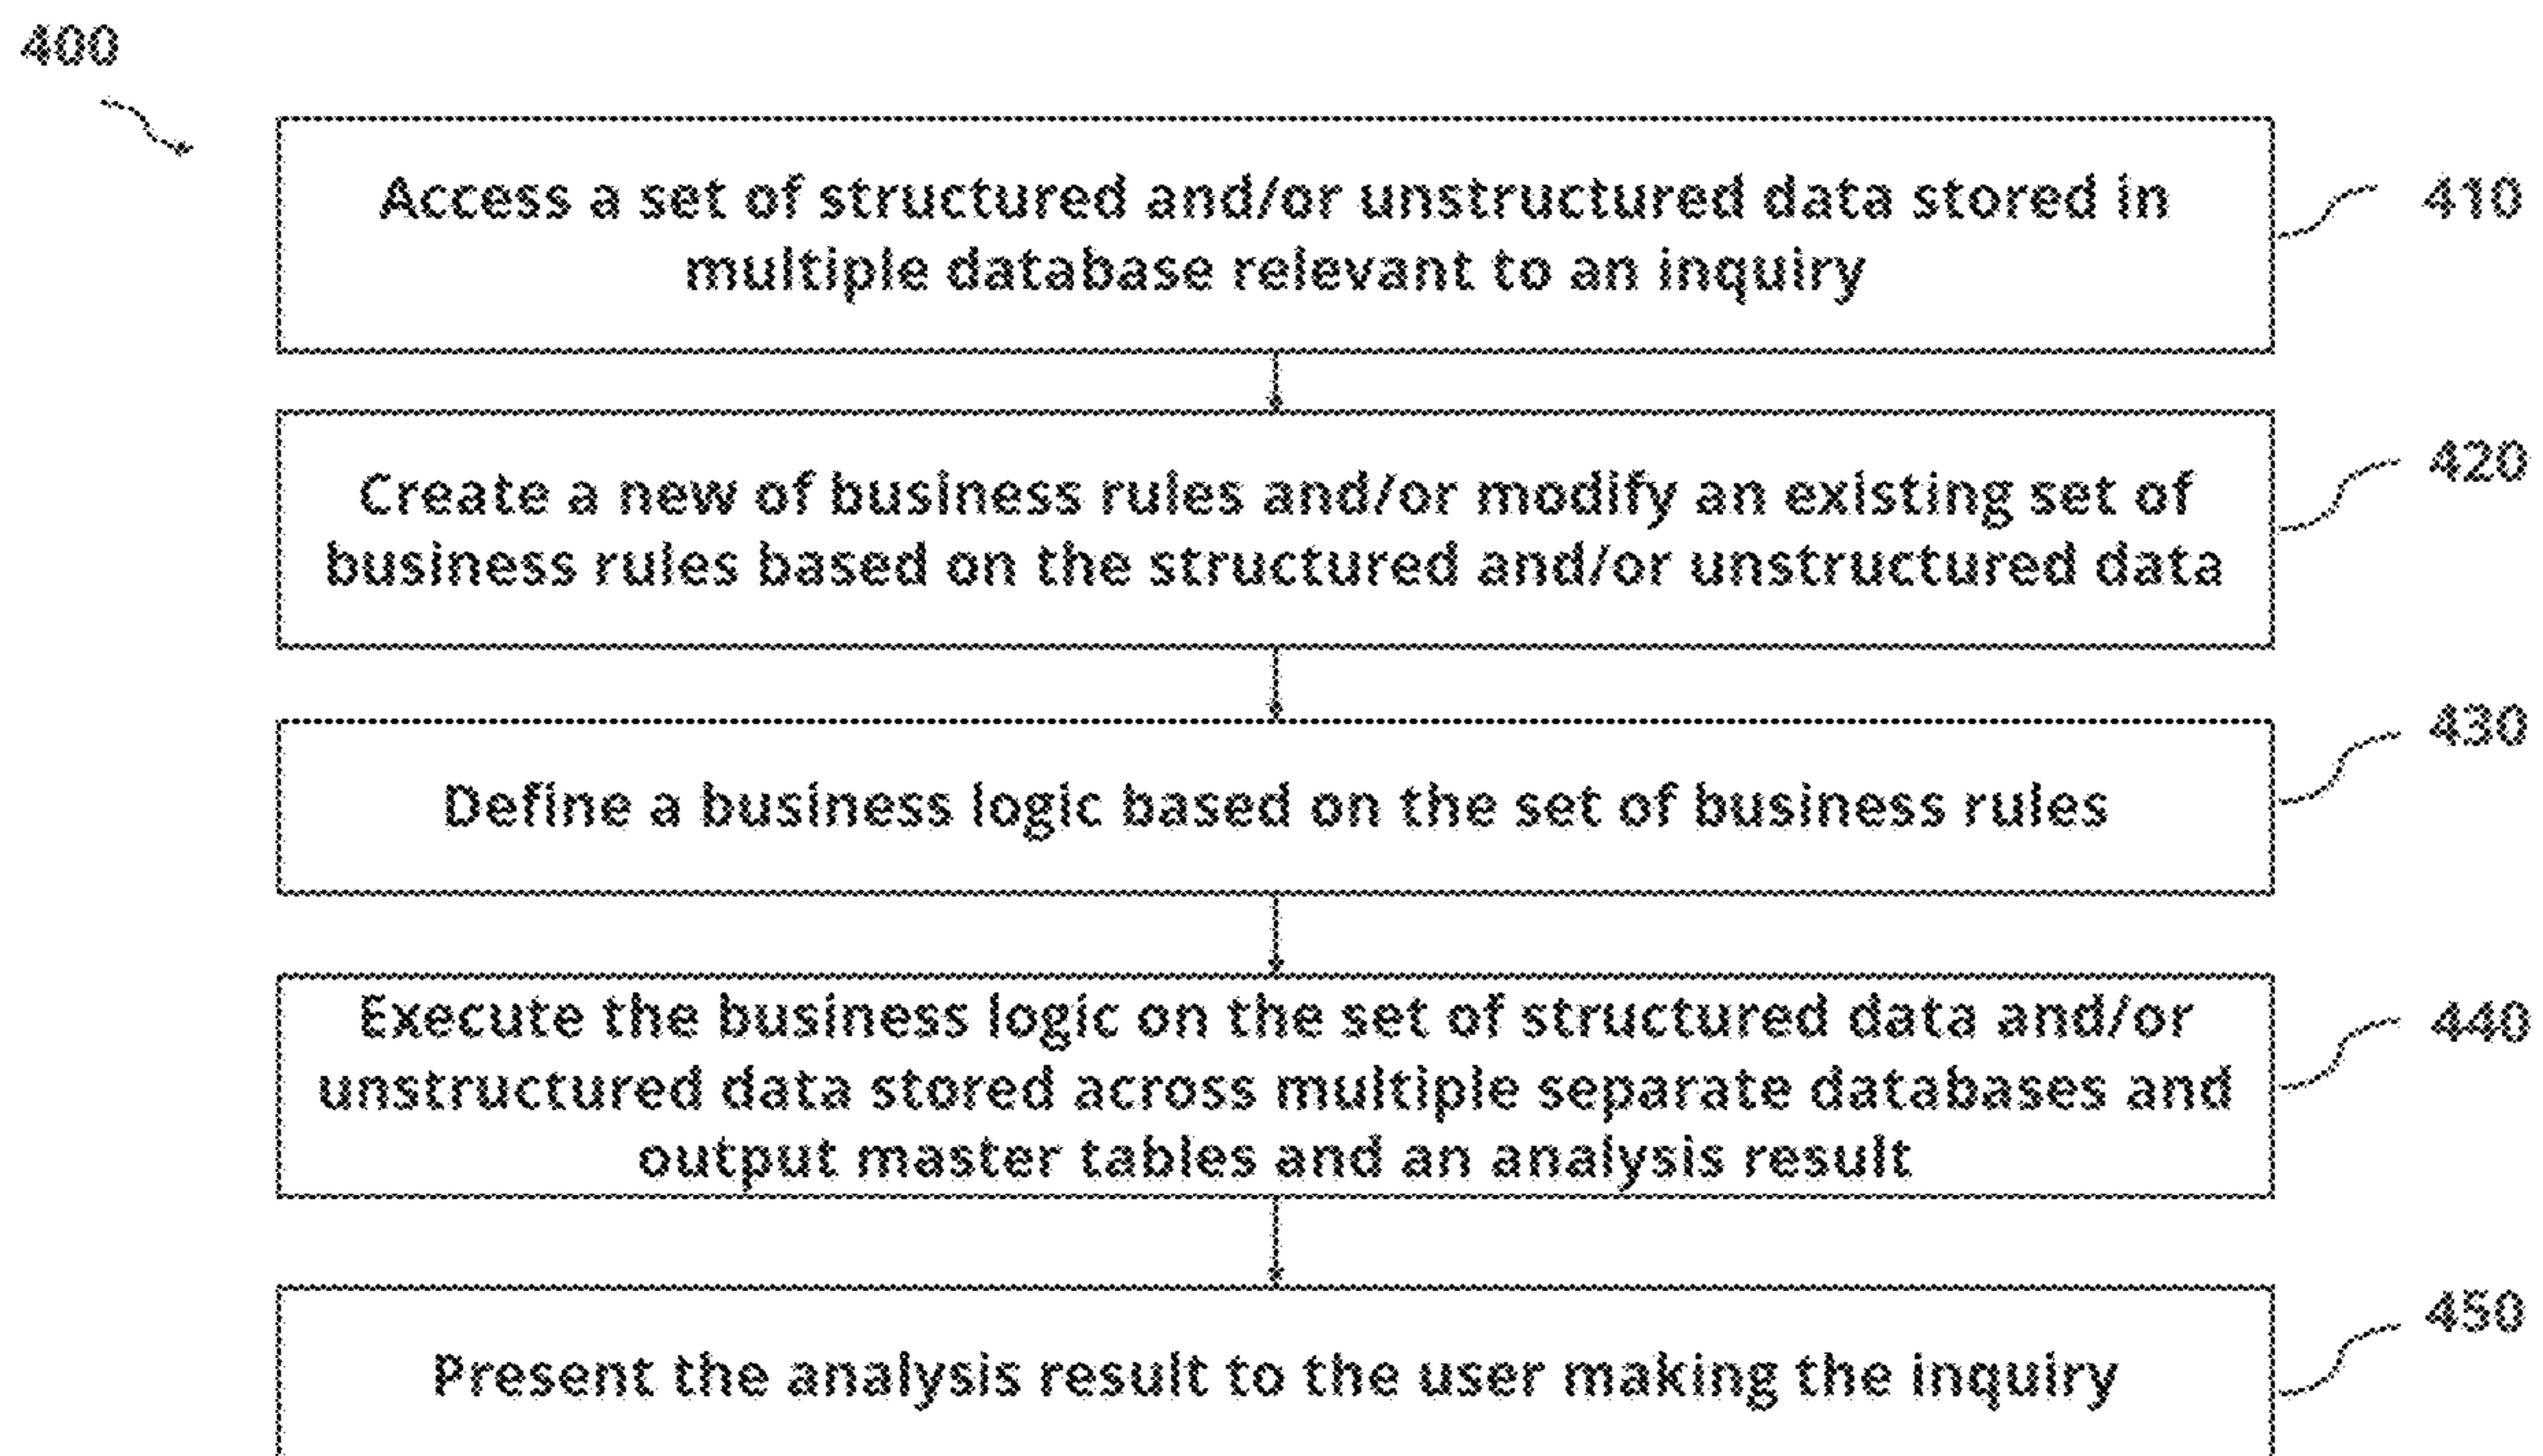 400
Access a set of structured and/or unstructured data stored in
multiple database relevant to an inquiry
410
Create a new of business rules and/or modify an existing set of
business rules based on the structured and/or unstructured data
420
Define a business logic based on the set of business rules
430
Execute the business logic on the set of structured data and/or
unstructured data stored across multiple separate databases and
output master tables and an analysis result
440
Present the analysis result to the user making the inquiry
450